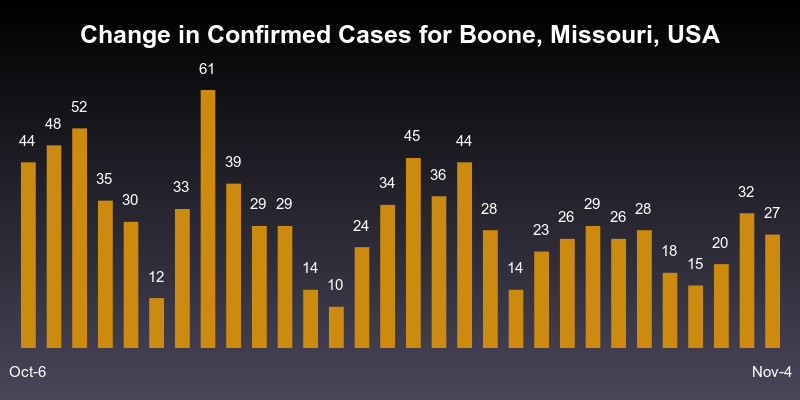 Change in Confirmed Cases for Boone, Missouri, USA
44 48 52 35 30 12 33 61 39 29 29 14 10 24 34 45 36 44 28 14 23 26 29 26 28 18 15 20 32 27
Oct-6 Nov-4